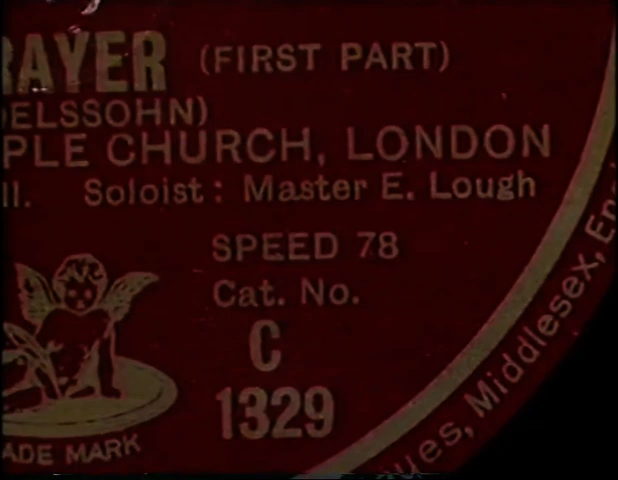 RAYER (FIRST PART)
DELSSOHN)
PLE CHURCH, LONDON
ll. Soloist: Master E. Lough
SPEED 78
Cat. No.
C
1329
ADE MARK
ues, Middlesex, En